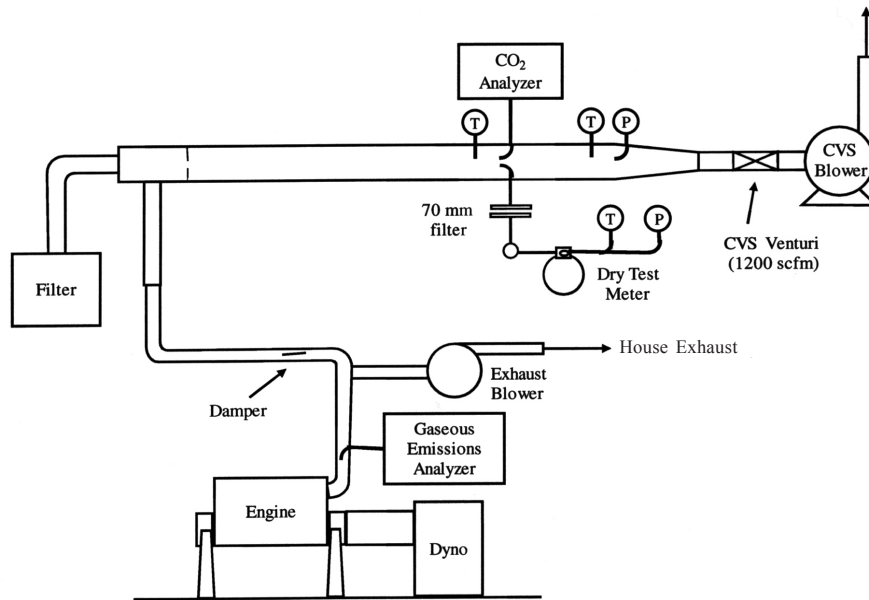 CO2
Analyzer
T
T
P
CVS
Blower
70 mm
filter
T
P
CVS Venturi
(1200 scfm)
Filter
Dry Test
Meter
House Exhaust
Exhaust
Blower
Damper
Gaseous
Emissions
Analyzer
Engine
Dyno